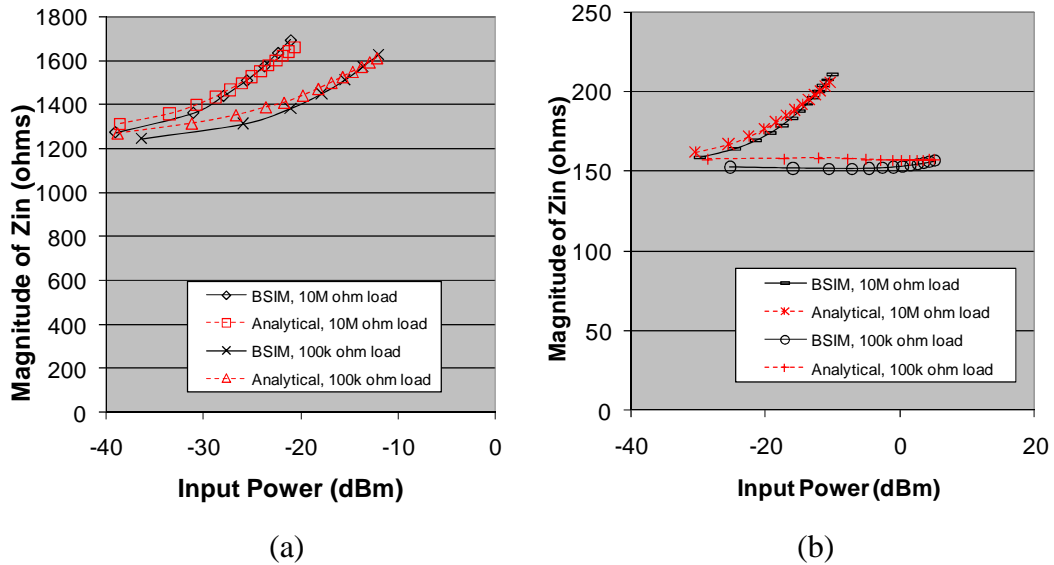 1800
1600
1400
1200
1000
800
600
400
200
0
-40
-30
-20
-10
0
Magnitude of Zin (ohms)
Input Power (dBm)
BSIM, 10M ohm load
Analytical, 10M ohm load
BSIM, 100k ohm load
Analytical, 100k ohm load
(a)
250
200
150
100
50
0
-40
-20
0
20
Magnitude of Zin (ohms)
Input Power (dBm)
BSIM, 10M ohm load
Analytical, 10M ohm load
BSIM, 100k ohm load
Analytical, 100k ohm load
(b)